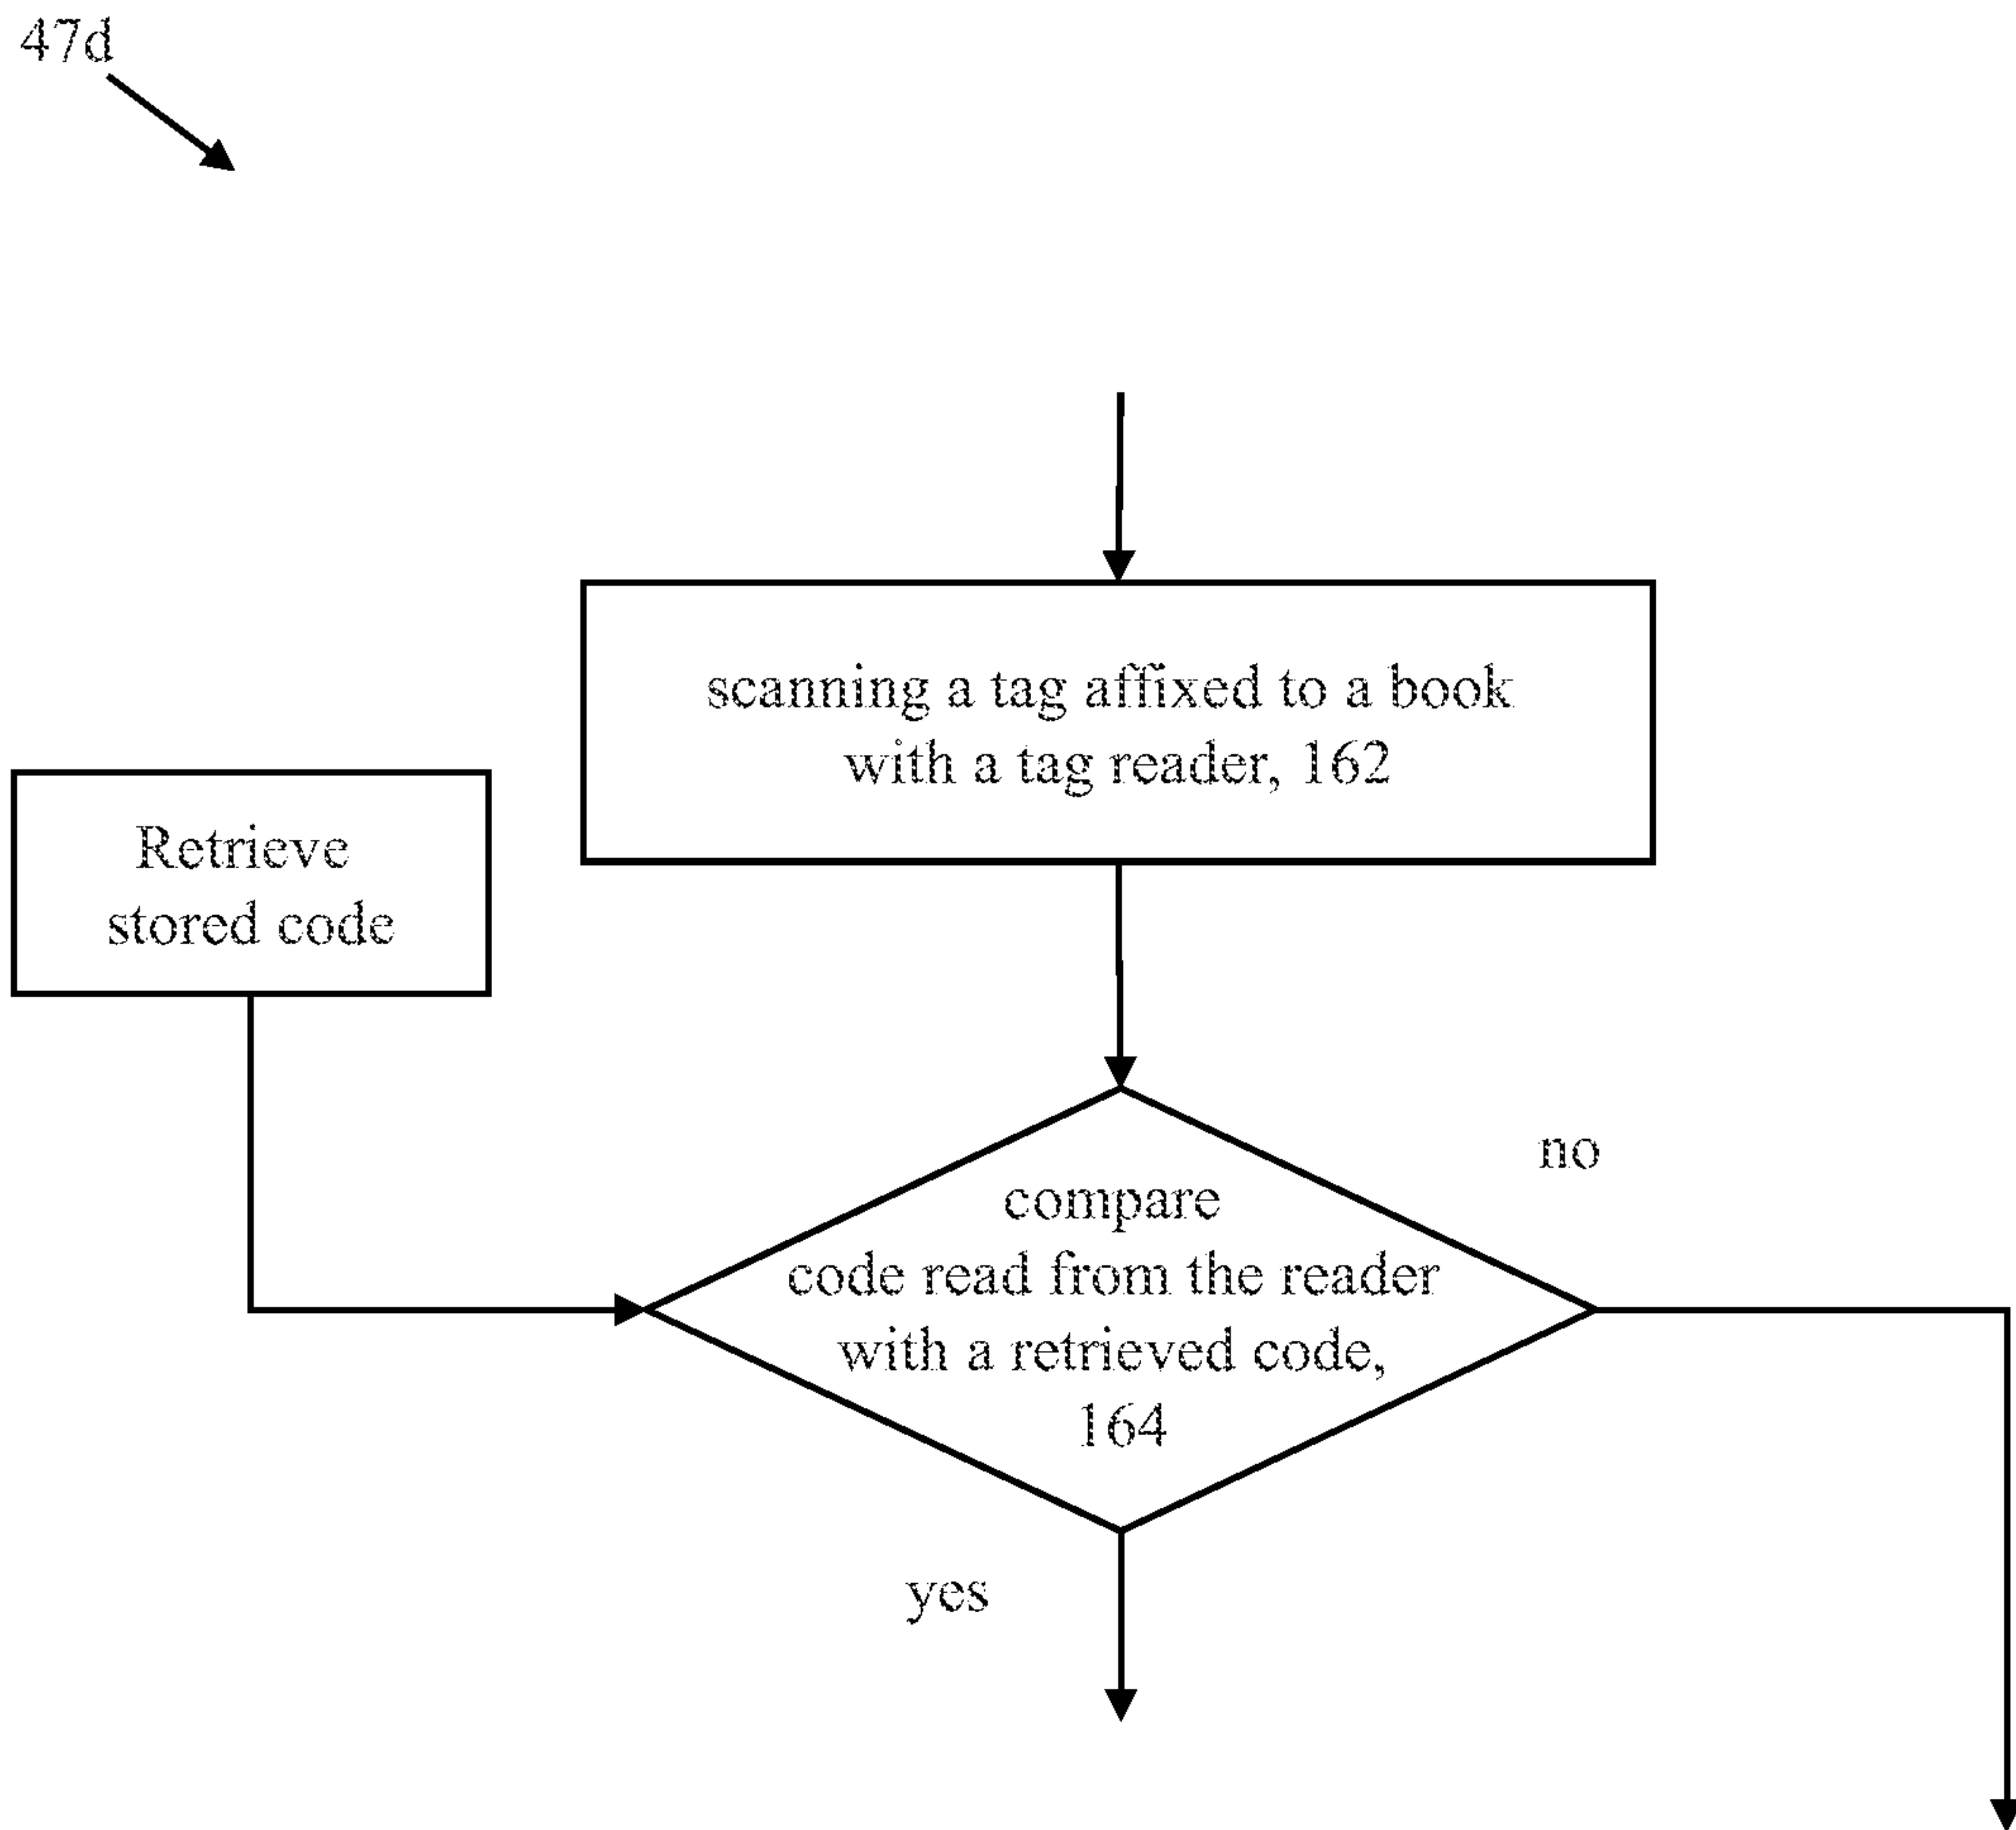 47d
scanning a tag affixed to a book
with a tag reader, 162
Retrieve
stored code
no
compare
code read from the reader
with a retrieved code,
164
yes